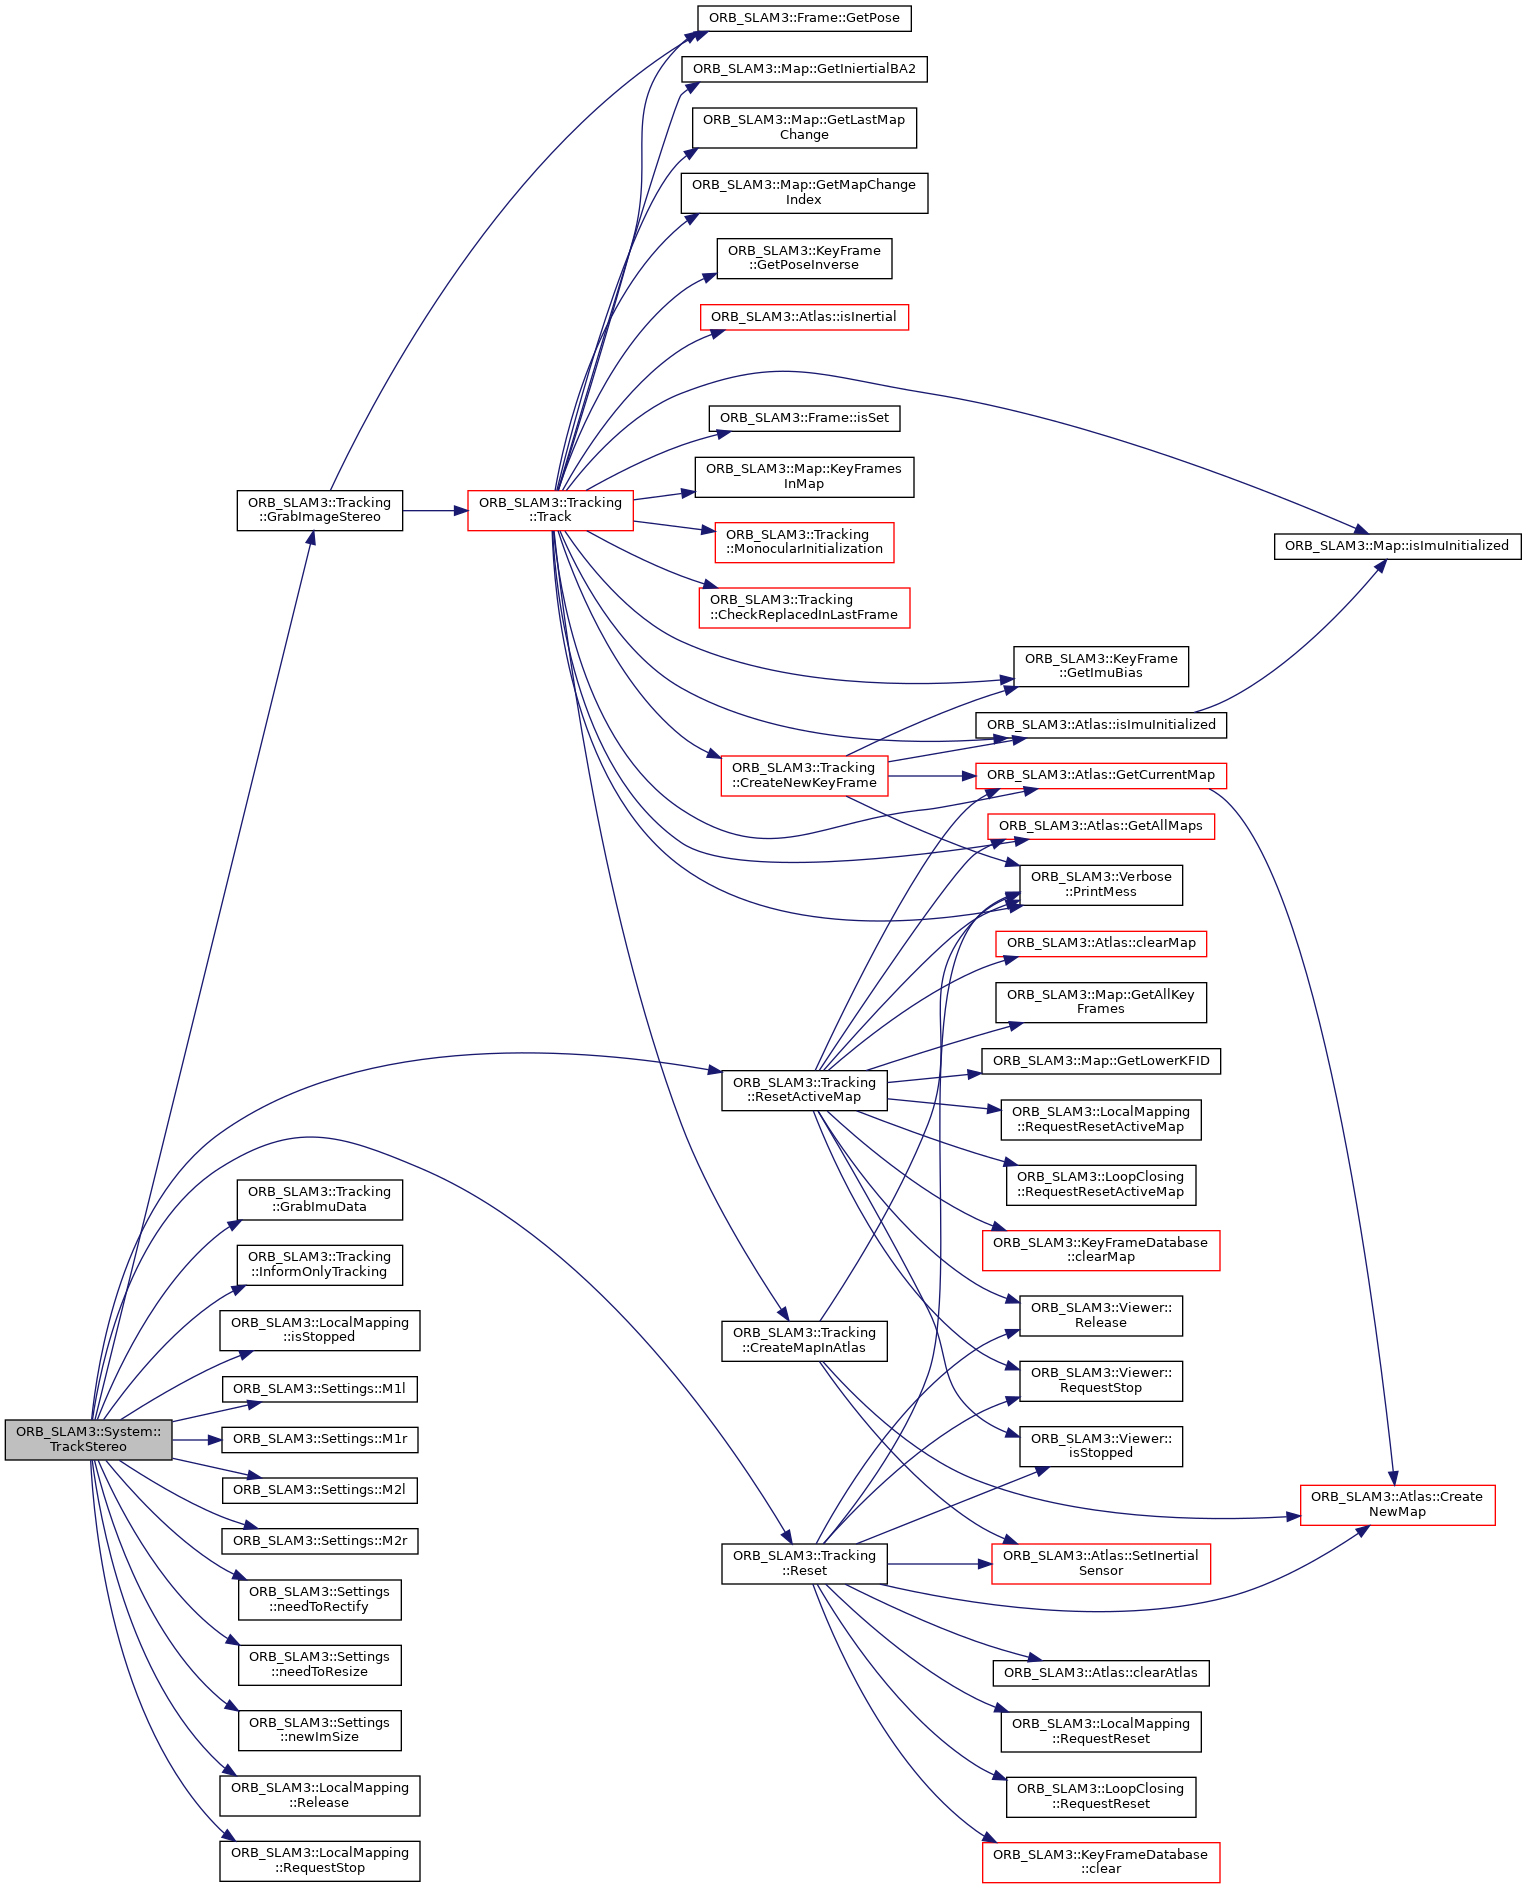 ORB_SLAM3::Frame::GetPose
ORB_SLAM3::Map::GetIniertialBA2
ORB_SLAM3::Map::GetLastMap
Change
ORB_SLAM3::Map::GetMapChange
Index
ORB_SLAM3::KeyFrame
::GetPoseInverse
ORB_SLAM3::Atlas::isInertial
ORB_SLAM3::Frame::isSet
ORB_SLAM3::Map::KeyFrames
InMap
ORB_SLAM3::Tracking
::GrabImageStereo
ORB_SLAM3::Tracking
::Track
ORB_SLAM3::Tracking
::MonocularInitialization
ORB_SLAM3::Map::isImuInitialized
ORB_SLAM3::Tracking
::CheckReplacedInLastFrame
ORB_SLAM3::KeyFrame
::GetImuBias
ORB_SLAM3::Atlas::isImuInitialized
ORB_SLAM3::Tracking
::CreateNewKeyFrame
ORB_SLAM3::Atlas::GetCurrentMap
ORB_SLAM3::Atlas::GetAllMaps
ORB_SLAM3::Verbose
::PrintMess
ORB_SLAM3::Atlas::clearMap
ORB_SLAM3::Map::GetAllKey
Frames
ORB_SLAM3::Map::GetLowerKFID
ORB_SLAM3::Tracking
::ResetActiveMap
ORB_SLAM3::LocalMapping
::RequestResetActiveMap
ORB_SLAM3::LoopClosing
::RequestResetActiveMap
ORB_SLAM3::Tracking
::GrabImuData
ORB_SLAM3::KeyFrameDatabase
::clearMap
ORB_SLAM3::Tracking
::InformOnlyTracking
ORB_SLAM3::Viewer::
Release
ORB_SLAM3::LocalMapping
::isStopped
ORB_SLAM3::Tracking
::CreateMapInAtlas
ORB_SLAM3::Viewer::
RequestStop
ORB_SLAM3::Settings::M1l
ORB_SLAM3::System::
TrackStereo
ORB_SLAM3::Settings::M1r
ORB_SLAM3::Viewer::
isStopped
ORB_SLAM3::Settings::M2l
ORB_SLAM3::Atlas::Create
NewMap
ORB_SLAM3::Settings::M2r
ORB_SLAM3::Tracking
::Reset
ORB_SLAM3::Atlas::SetInertial
Sensor
ORB_SLAM3::Settings
::needToRectify
ORB_SLAM3::Settings
::needToResize
ORB_SLAM3::Atlas::clearAtlas
ORB_SLAM3::Settings
::newImSize
ORB_SLAM3::LocalMapping
::RequestReset
ORB_SLAM3::LocalMapping
::Release
ORB_SLAM3::LoopClosing
::RequestReset
ORB_SLAM3::LocalMapping
::RequestStop
ORB_SLAM3::KeyFrameDatabase
::clear